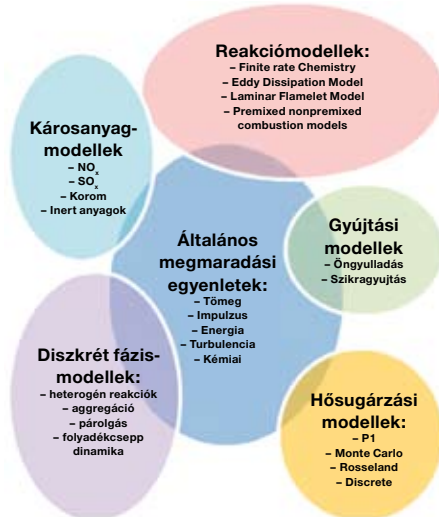 Reakciómodellek:
– Finite rate Chemistry
– Eddy Dissipation Model
– Laminar Flamelet Model
– Premixed nonpremixed
combustion models
Károsanyag-
modellek
– NOx
– SOx
– Korom
– Inert anyagok
Általános
megmaradási
egyenletek:
– Tömeg
– Impulzus
– Energia
– Turbulencia
– Kémiai
Gyújtási
modellek
– Öngyulladás
– Szikragyujtás
Diszkrét fázis-
modellek:
– heterogén reakciók
– aggregáció
– párolgás
– folyadékcsepp
dinamika
Hősugárzási
modellek:
– P1
– Monte Carlo
– Rosseland
– Discrete